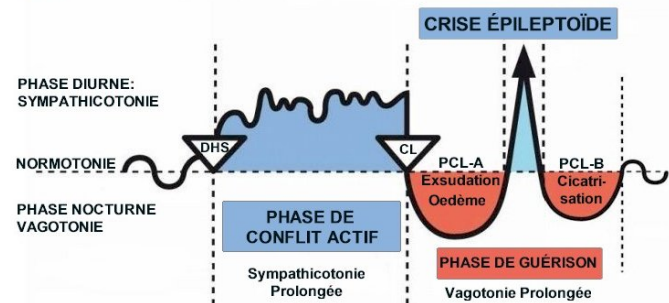 CRISE ÉPILEPTOÏDE
PHASE DIURNE:
SYMPATHICOTONIE
DHS
CL
NORMOTONIE
PCL-A
Exsudation
Oedème
PCL-B
Cicatri-
sation
PHASE NOCTURNE
VAGOTONIE
PHASE DE
CONFLIT ACTIF
PHASE DE GUÉRISON
Sympathicotonie
Prolongée
Vagotonie Prolongée